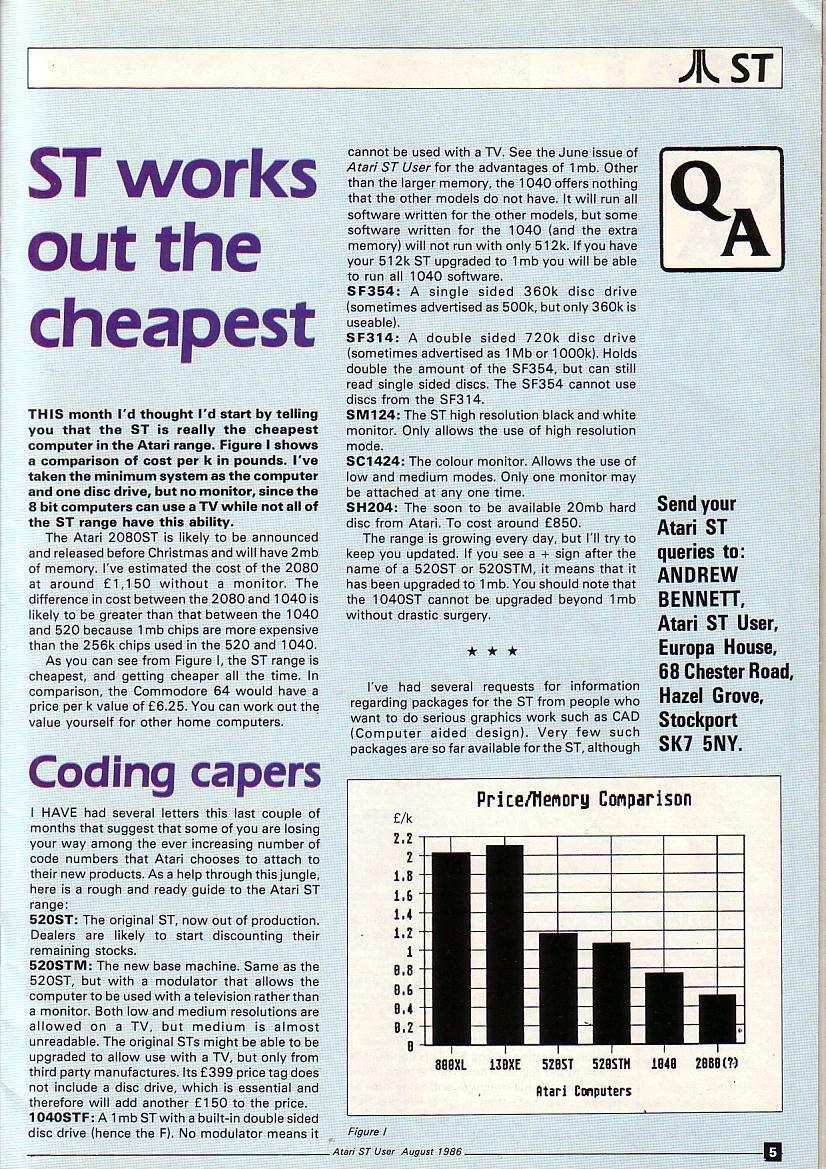 ST
ST works
out the
cheapest
THIS month I'd thought I'd start by telling
you that the ST is really the cheapest
computer in the Atari range. Figure I shows
a comparison of cost per k in pounds. I've
taken the minimum system as the computer
and one disc drive, but no monitor, since the
8 bit computers can use a TV while not all of
the ST range have this ability.
The Atari 2080ST is likely to be announced
and released before Christmas and will have 2mb
of memory. I've estimated the cost of the 2080
at around £1,150 without a monitor. The
difference in cost between the 2080 and 1040 is
likely to be greater than that between the 1040
and 520 because 1mb chips are more expensive
than the 256k chips used in the 520 and 1040.
As you can see from Figure I, the ST range is
cheapest, and getting cheaper all the time. In
comparison, the Commodore 64 would have a
price per k value of £6.25. You can work out the
value yourself for other home computers.
Coding capers
I HAVE had several letters this last couple of
months that suggest that some of you are losing
your way among the ever increasing number of
code numbers that Atari chooses to attach to
their new products. As a help through this jungle,
here is a rough and ready guide to the Atari ST
range:
520ST: The original ST, now out of production.
Dealers are likely to start discounting their
remaining stocks.
520STM: The new base machine. Same as the
520ST, but with a modulator that allows the
computer to be used with a television rather than
a monitor. Both low and medium resolutions are
allowed on a TV, but medium is almost
unreadable. The original STs might be able to be
upgraded to allow use with a TV, but only from
third party manufactures. Its £399 price tag does
not include a disc drive, which is essential and
therefore will add another £150 to the price.
1040STF: A 1mb ST with a built-in double sided
disc drive (hence the F). No modulator means it
cannot be used with a TV. See the June issue of
Atari ST User for the advantages of 1mb. Other
than the larger memory, the 1040 offers nothing
that the other models do not have. It will run all
software written for the other models, but some
software written for the 1040 (and the extra
memory) will not run with only 512k. If you have
your 512k ST upgraded to 1mb you will be able
to run all 1040 software.
SF354: A single sided 360k disc drive
(sometimes advertised as 500k, but only 360k is
useable).
SF314: A double sided 720k disc drive
(sometimes advertised as 1Mb or 1000k). Holds
double the amount of the SF354, but can still
read single sided discs. The SF354 cannot use
discs from the SF314.
SM124: The ST high resolution black and white
monitor. Only allows the use of high resolution
mode.
SC1424: The colour monitor. Allows the use of
low and medium modes. Only one monitor may
be attached at any one time.
SH204: The soon to be available 20mb hard
disc from Atari. To cost around £850.
The range is growing every day, but I'll try to
keep you updated. If you see a + sign after the
name of a 520ST or 520STM, it means that it
has been upgraded to 1mb. You should note that
the 1040ST cannot be upgraded beyond 1mb
without drastic surgery.
★ ★ ★
I've had several requests for information
regarding packages for the ST from people who
want to do serious graphics work such as CAD
(Computer aided design). Very few such
packages are so far available for the ST, although
Q
A
Send your
Atari ST
queries to:
ANDREW
BENNETT,
Atari ST User,
Europa House,
68 Chester Road,
Hazel Grove,
Stockport
SK7 5NY.
Price/Memory Comparison
£/k
2.2
2
1.8
1.6
1.4
1.2
1
0.8
0.6
0.4
0.2
0
800XL 130XE 520ST 520STM 1040 2080(?)
Atari Computers
Figure I
Atari ST User August 1986
5